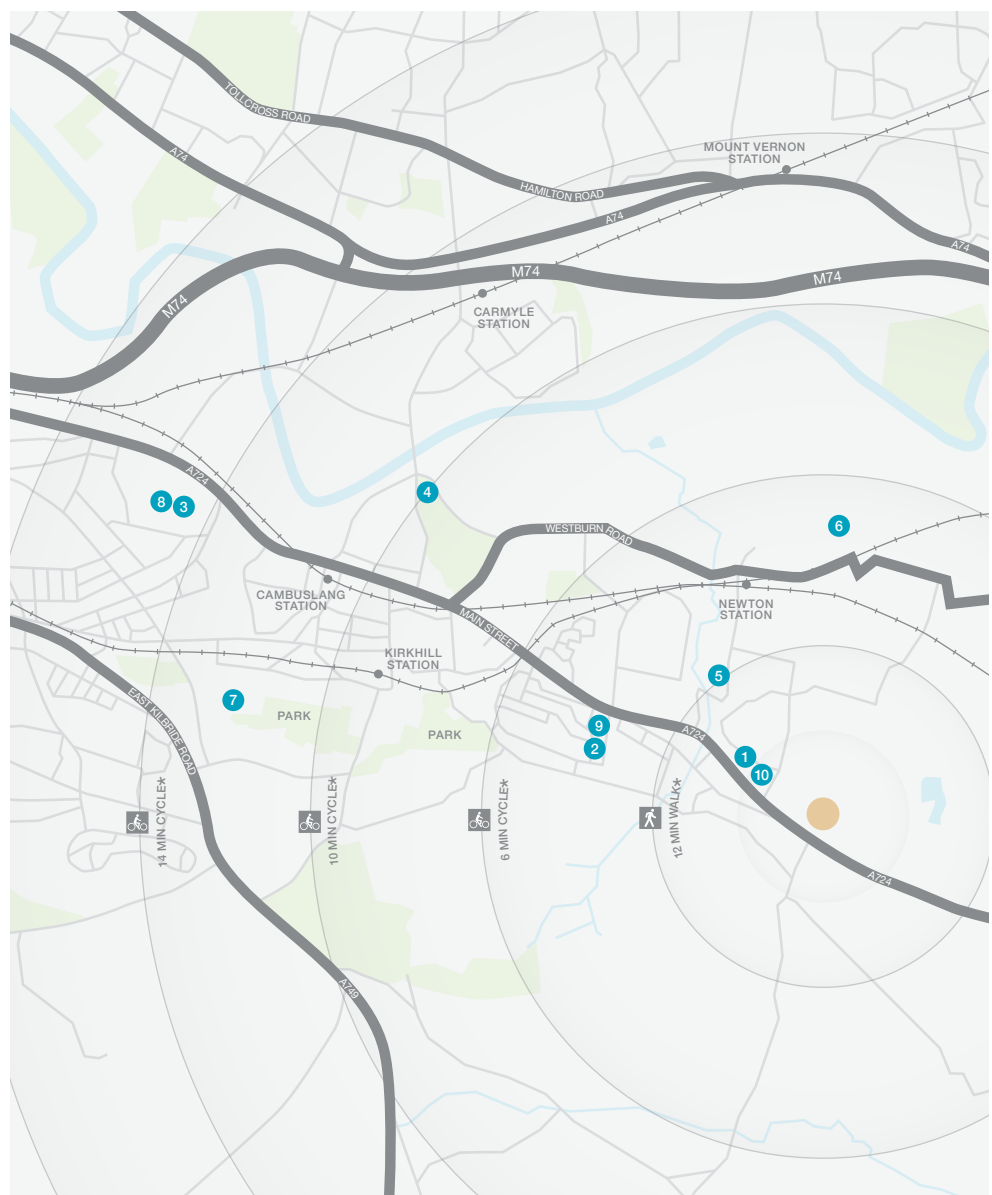 TOLLCROSS ROAD
A74
MOUNT VERNON
STATION
HAMILTON ROAD
A74
A74
M74
M74
M74
CARMYLE
STATION
A724
8
3
4
6
WESTBURN ROAD
CAMBUSLANG
STATION
NEWTON
STATION
MAIN STREET
KIRKHILL
STATION
5
7
EAST KILBRIDE ROAD
PARK
PARK
9
2
A724
1
10
14 MIN CYCLE*
10 MIN CYCLE*
6 MIN CYCLE*
12 MIN WALK*
A724
A749